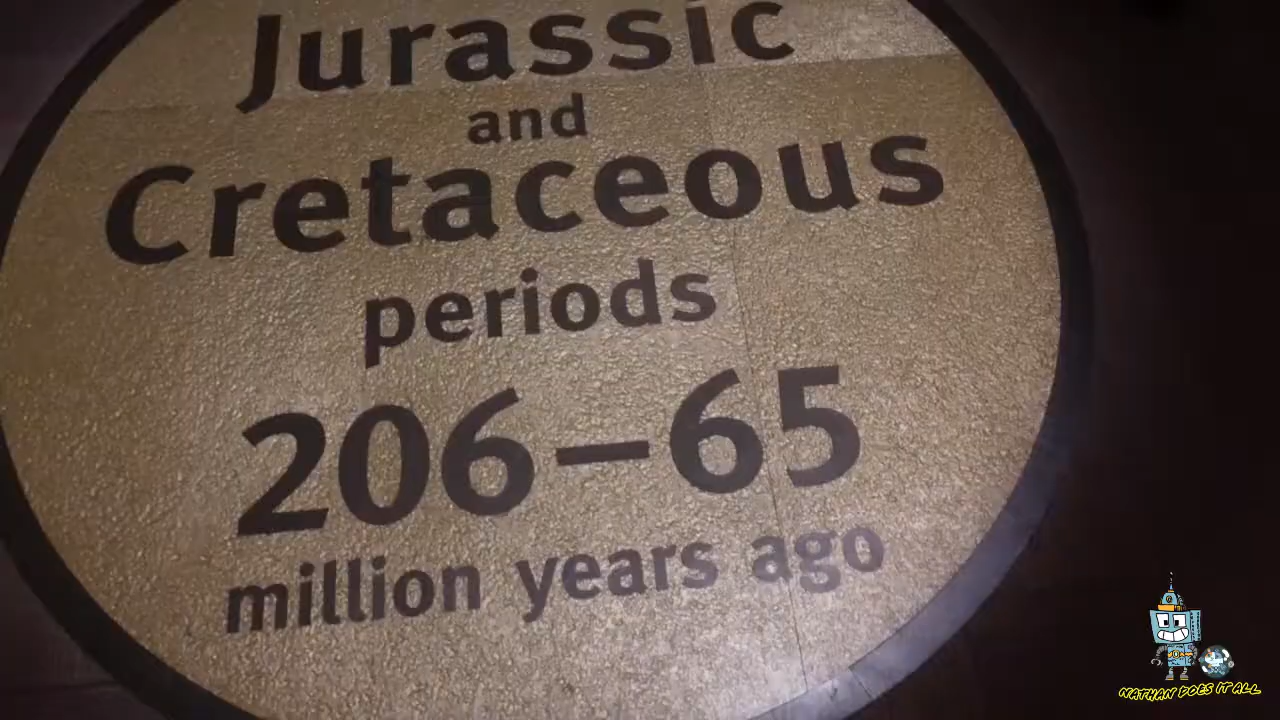 Jurassic
and
Cretaceous
periods
206–65
million years ago
NATHAN DOES IT ALL